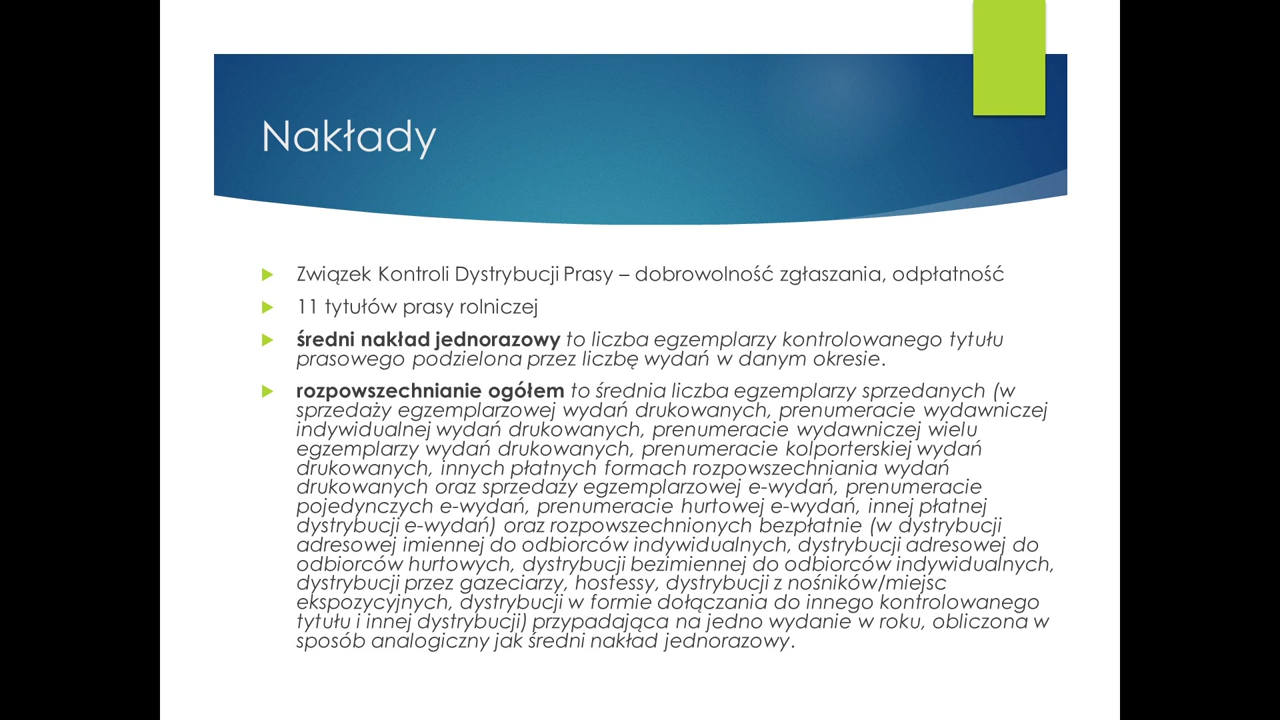 Nakłady
Związek Kontroli Dystrybucji Prasy – dobrowolność zgłaszania, odpłatność
11 tytułów prasy rolniczej
średni nakład jednorazowy to liczba egzemplarzy kontrolowanego tytułu
prasowego podzielona przez liczbę wydań w danym okresie.
rozpowszechnianie ogółem to średnia liczba egzemplarzy sprzedanych (w
sprzedaży egzemplarzowej wydań drukowanych, prenumeracie wydawniczej
indywidualnej wydań drukowanych, prenumeracie wydawniczej wielu
egzemplarzy wydań drukowanych, prenumeracie kolporterskiej wydań
drukowanych, innych płatnych formach rozpowszechniania wydań
drukowanych oraz sprzedaży egzemplarzowej e-wydań, prenumeracie
pojedynczych e-wydań, prenumeracie hurtowej e-wydań, innej płatnej
dystrybucji e-wydań) oraz rozpowszechnionych bezpłatnie (w dystrybucji
adresowej imiennej do odbiorców indywidualnych, dystrybucji adresowej do
odbiorców hurtowych, dystrybucji bezimiennej do odbiorców indywidualnych,
dystrybucji przez gazeciarzy, hostessy, dystrybucji z nośników/miejsc
ekspozycyjnych, dystrybucji w formie dołączania do innego kontrolowanego
tytułu i innej dystrybucji) przypadająca na jedno wydanie w roku, obliczona w
sposób analogiczny jak średni nakład jednorazowy.